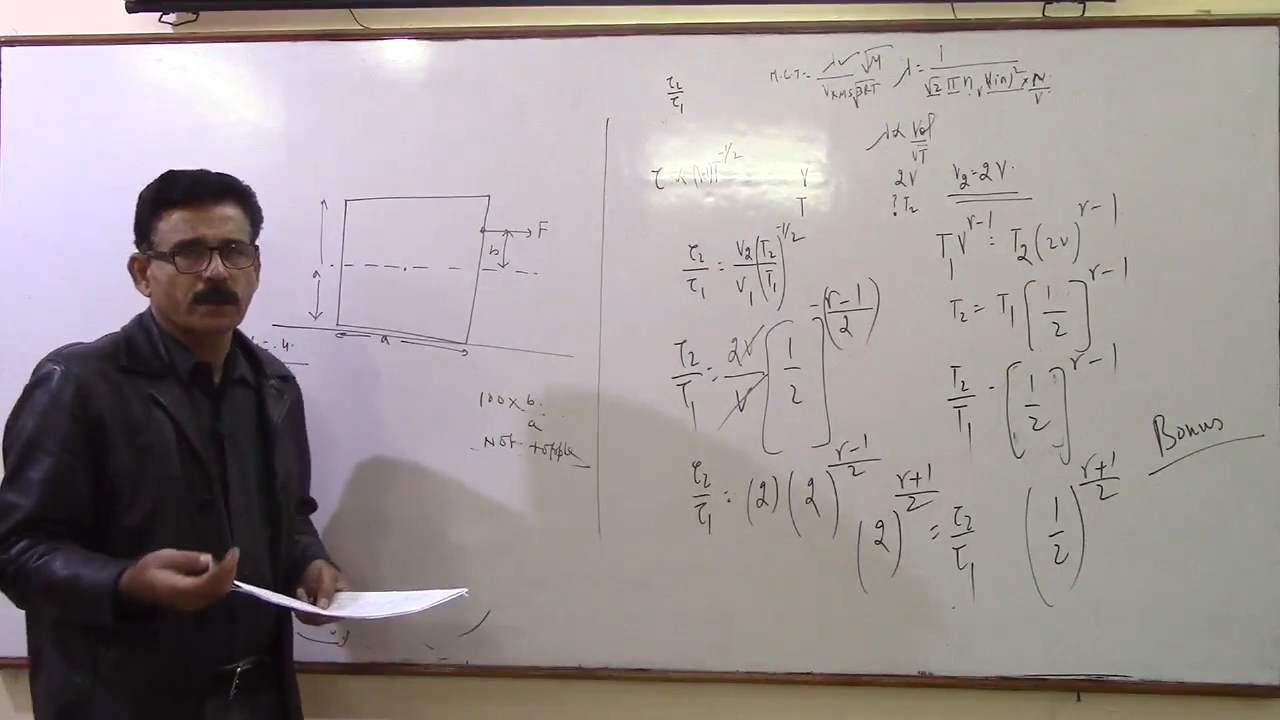 F
b
a
a
100 × b/a
Not topple
τ₂/τ₁
M.C.T. = λ√M / V_RMS √3RT
λ = 1 / √2 π n
λ ∝ Vol/√T
T^{-1/2}
V
T
2V
? T₂
V₂ = 2V.
τ₂/τ₁ = V₂/V₁ (T₂/T₁)^{-1/2}
T₁V^{r-1} = T₂(2V)^{r-1}
T₂ = T₁ [1/2]^{r-1}
τ₂/τ₁ = 2V/V [1/2]^{-(r-1/2)}
T₂/T₁ = [1/2]^{r-1}
τ₂/τ₁ = (2)(2)^{r-1/2}
(2)^{r+1/2} = τ₂/τ₁
(1/2)^{r+1/2}
Bonus